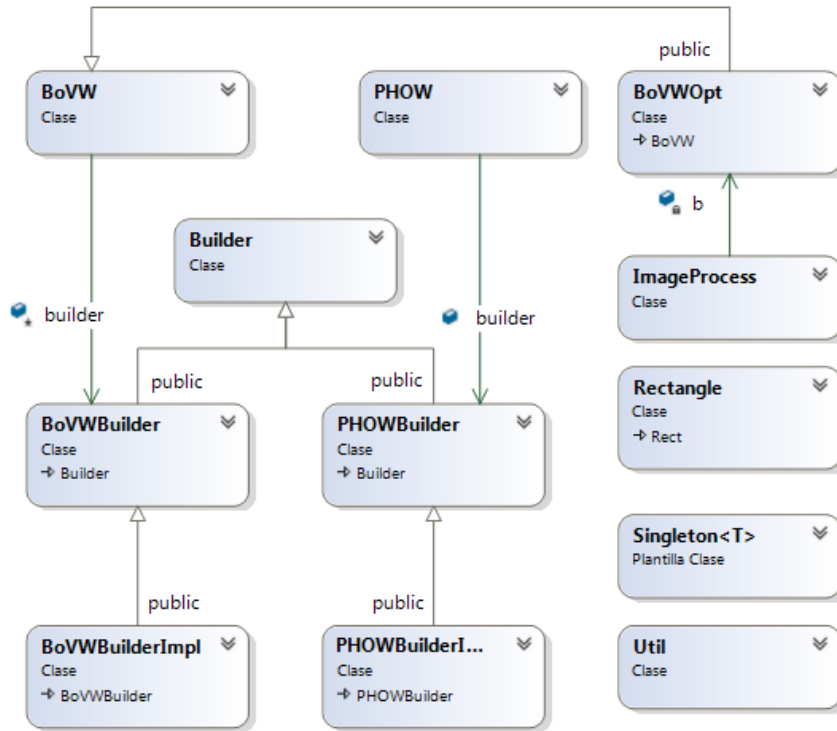 public
BoVW
Clase
PHOW
Clase
BoVWOpt
Clase
BoVW
b
Builder
Clase
ImageProcess
Clase
builder
builder
public
public
Rectangle
Clase
Rect
BoVWBuilder
Clase
Builder
PHOWBuilder
Clase
Builder
Singleton<T>
Plantilla Clase
public
public
BoVWBuilderImpl
Clase
BoVWBuilder
PHOWBuilderI...
Clase
PHOWBuilder
Util
Clase